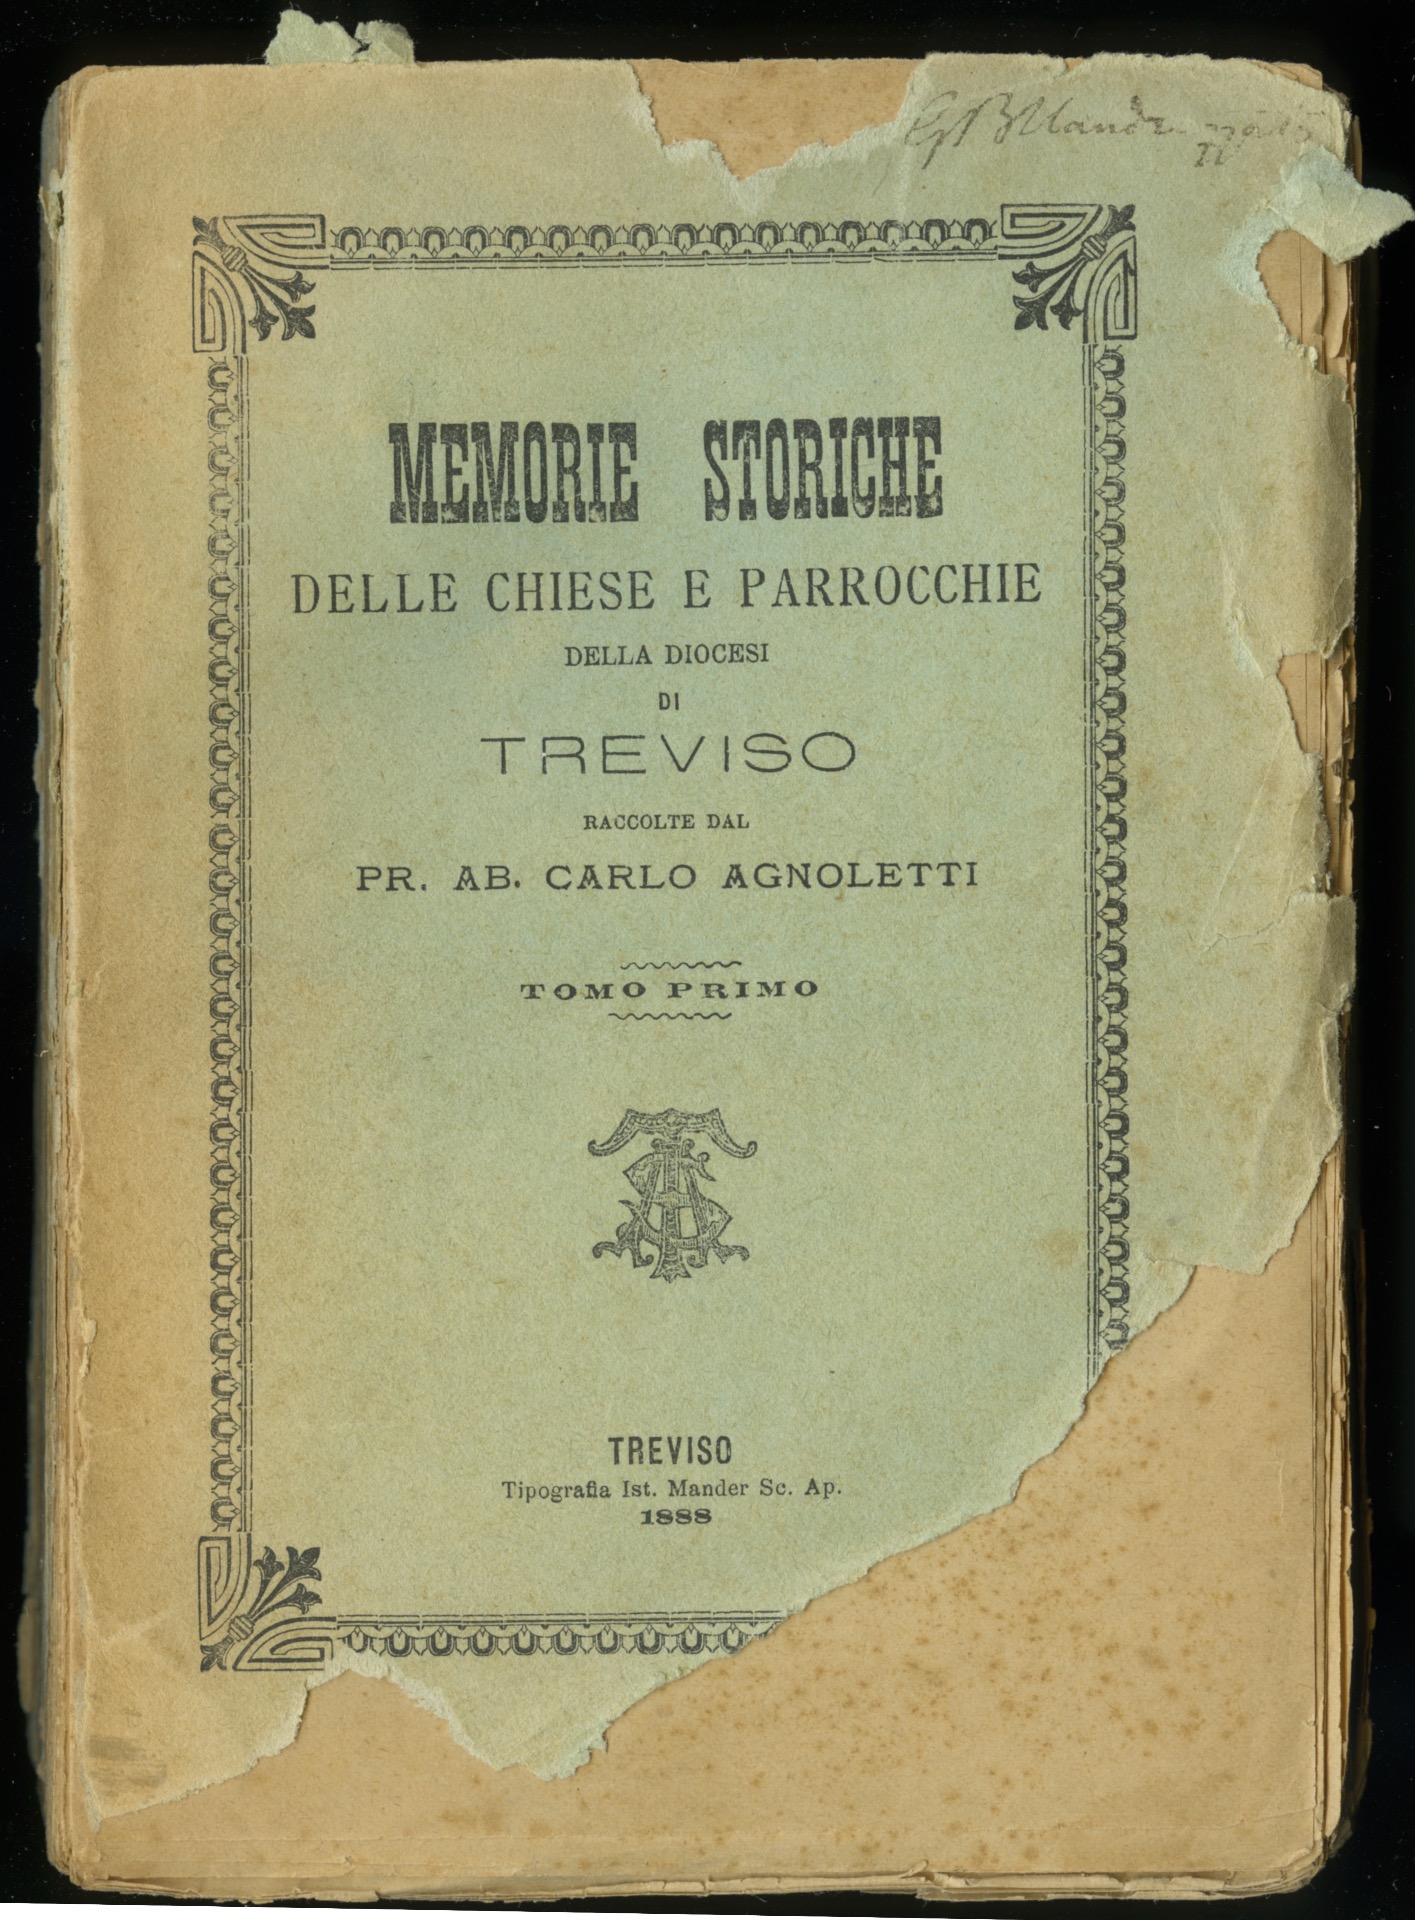 MEMORIE STORICHE
DELLE CHIESE E PARROCCHIE
DELLA DIOCESI
DI
TREVISO
RACCOLTE DAL
PR. AB. CARLO AGNOLETTI
TOMO PRIMO
TREVISO
Tipografia Ist. Mander Sc. Ap.
1888